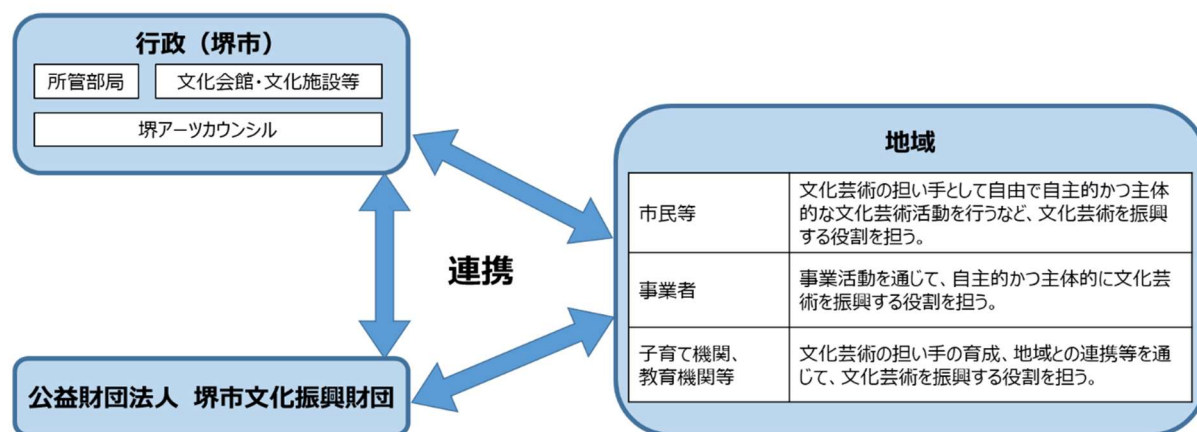 行政（堺市）
所管部局
文化会館・文化施設等
堺アーツカウンシル
連携
公益財団法人 堺市文化振興財団
地域
市民等
文化芸術の担い手として自由で自主的かつ主体
的な文化芸術活動を行うなど、文化芸術を振興
する役割を担う。
事業者
事業活動を通じて、自主的かつ主体的に文化芸
術を振興する役割を担う。
子育て機関、
教育機関等
文化芸術の担い手の育成、地域との連携等を通
じて、文化芸術を振興する役割を担う。